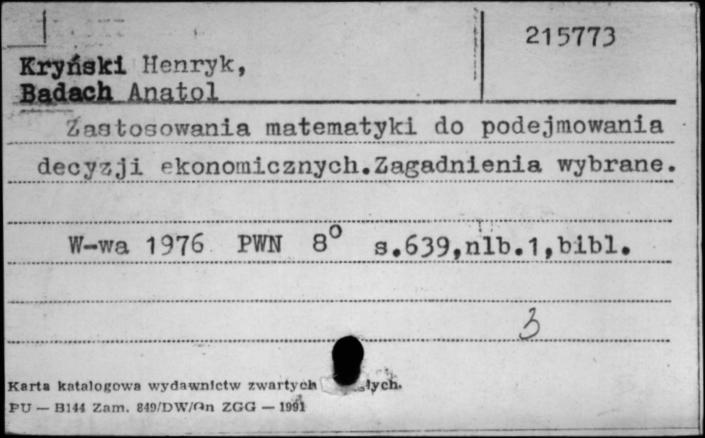 215773
Kryński Henryk,
Badach Anatol
Zastosowania matematyki do podejmowania
decyzji ekonomicznych.Zagadnienia wybrane.
W-wa 1976 PWN 8° s.639,nlb.1,bibl.
3
Karta katalogowa wydawnictw zwartych
PU — B144 Zam. 849/DW/On ZGG — 1991